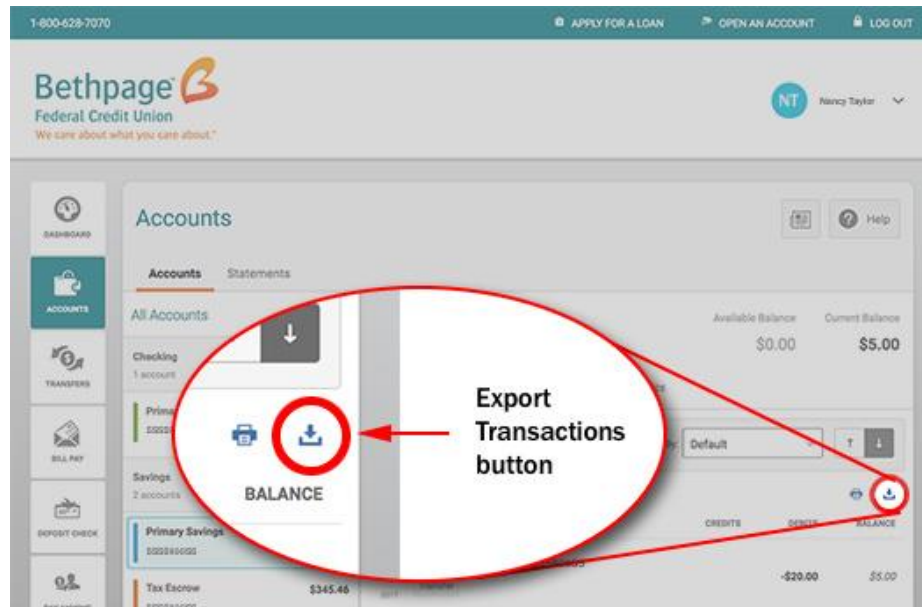 1-800-628-7070
APPLY FOR A LOAN
OPEN AN ACCOUNT
LOG OUT
Bethpage
Federal Credit Union
We care about what you care about.
NT
Nancy Taylor
DASHBOARD
ACCOUNTS
TRANSFERS
BILL PAY
DEPOSIT CHECK
Accounts
Help
Accounts
Statements
All Accounts
Checking
1 account
Savings
2 accounts
Primary Savings
Tax Escrow
$345.46
Available Balance
Current Balance
$0.00
$5.00
Default
CREDITS
DEBITS
BALANCE
-$20.00
$5.00
BALANCE
Export
Transactions
button